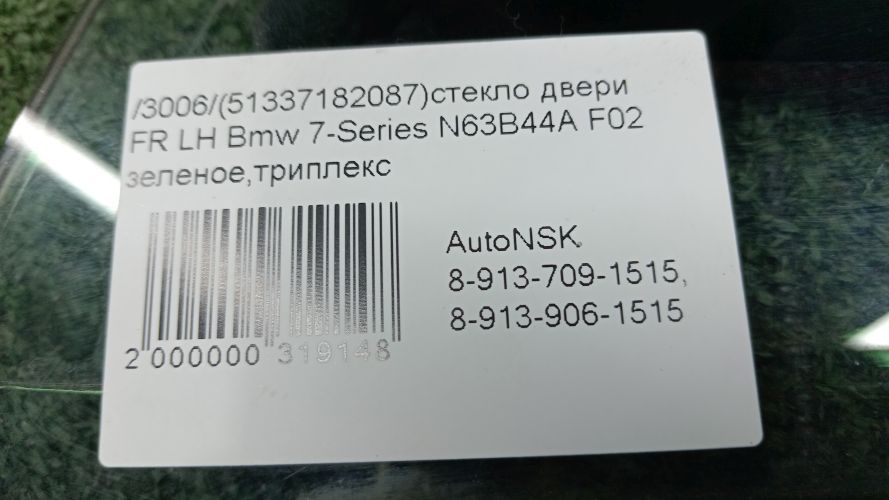 /3006/(51337182087)стекло двери
FR LH Bmw 7-Series N63B44A F02
зеленое,триплекс
AutoNSK
8-913-709-1515,
8-913-906-1515
2 000000 319148